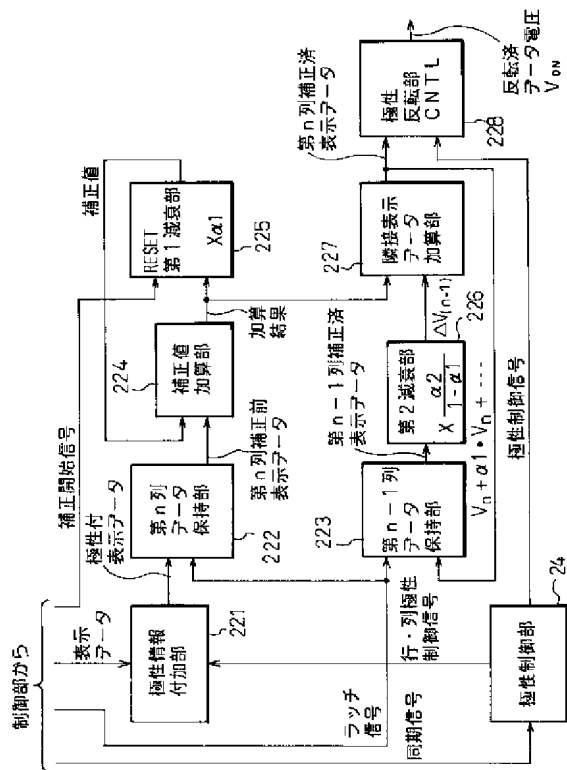 制御部から
表示
データ
補正開始信号
極性付
表示データ
極性情報
付加部
221
第n列
データ
保持部
222
第n列補正前
表示データ
補正値
加算部
224
加算
結果
補正値
RESET
第1減衰部
Xα1
225
ラッチ
信号
同期信号
行・列極性
制御信号
第n−1列
データ
保持部
223
第n−1列補正済
表示データ
第2減衰部
X α2
1-α1
226
ΔV(n-1)
隣接表示
データ
加算部
227
第n列補正済
表示データ
極性
反転部
CNTL
228
反転済
データ電圧
VDN
Vn+α1・Vn+---
極性制御信号
極性制御部
24